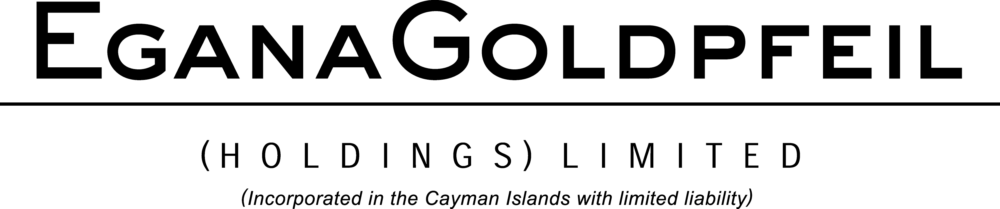 EGANAGOLDPFEIL
(HOLDINGS) LIMITED
(Incorporated in the Cayman Islands with limited liability)